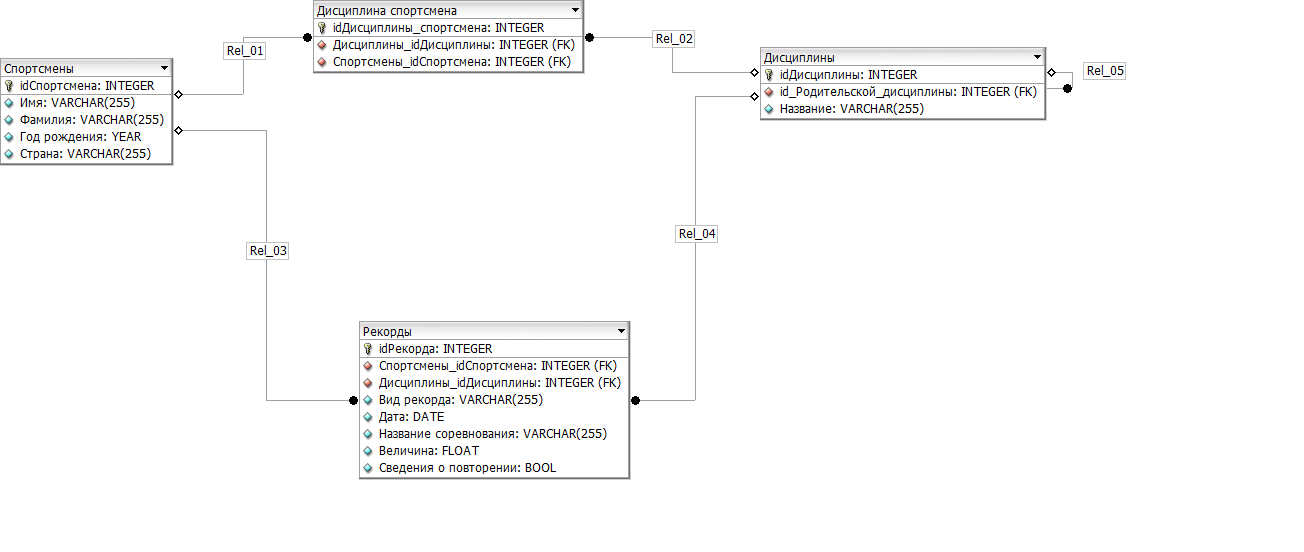 Дисциплина спортсмена
idДисциплины_спортсмена: INTEGER
Дисциплины_idДисциплины: INTEGER (FK)
Спортсмены_idСпортсмена: INTEGER (FK)
Rel_01
Rel_02
Спортсмены
idСпортсмена: INTEGER
Имя: VARCHAR(255)
Фамилия: VARCHAR(255)
Год рождения: YEAR
Страна: VARCHAR(255)
Дисциплины
idДисциплины: INTEGER
id_Родительской_дисциплины: INTEGER (FK)
Название: VARCHAR(255)
Rel_05
Rel_03
Rel_04
Рекорды
idРекорда: INTEGER
Спортсмены_idСпортсмена: INTEGER (FK)
Дисциплины_idДисциплины: INTEGER (FK)
Вид рекорда: VARCHAR(255)
Дата: DATE
Название соревнования: VARCHAR(255)
Величина: FLOAT
Сведения о повторении: BOOL